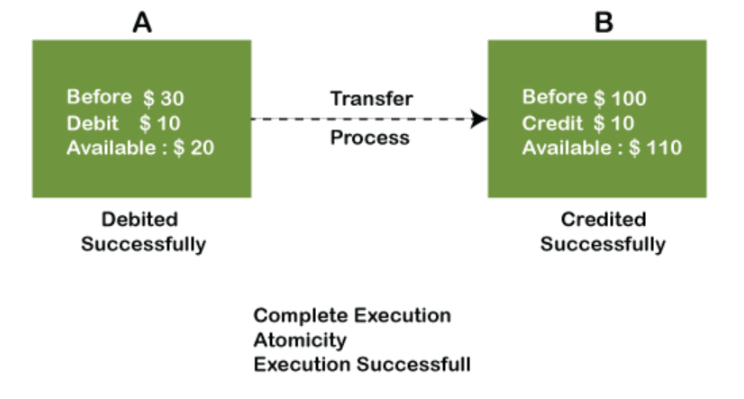 A
B
Before $ 30
Debit $ 10
Available : $ 20
Transfer
Process
Before $ 100
Credit $ 10
Available : $ 110
Debited
Successfully
Credited
Successfully
Complete Execution
Atomicity
Execution Successfull